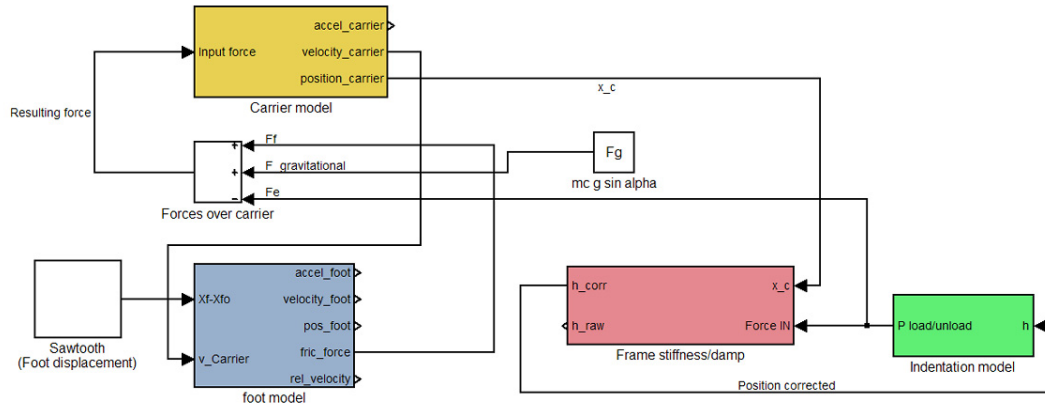 accel_carrier
Input force
velocity_carrier
position_carrier
Carrier model
x_c
Resulting force
+
Ff
+
F_gravitational
Fg
mc g sin alpha
−
Fe
Forces over carrier
accel_foot
Xf-Xfo
velocity_foot
pos_foot
fric_force
v_Carrier
rel_velocity
foot model
Sawtooth
(Foot displacement)
h_corr
x_c
h_raw
Force IN
Frame stiffness/damp
P load/unload
h
Indentation model
Position corrected